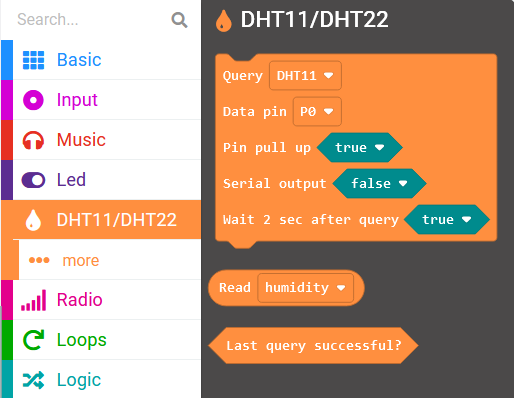 Search...
Basic
Input
Music
Led
DHT11/DHT22
more
Radio
Loops
Logic
DHT11/DHT22
Query DHT11
Data pin P0
Pin pull up true
Serial output false
Wait 2 sec after query true
Read humidity
Last query successful?